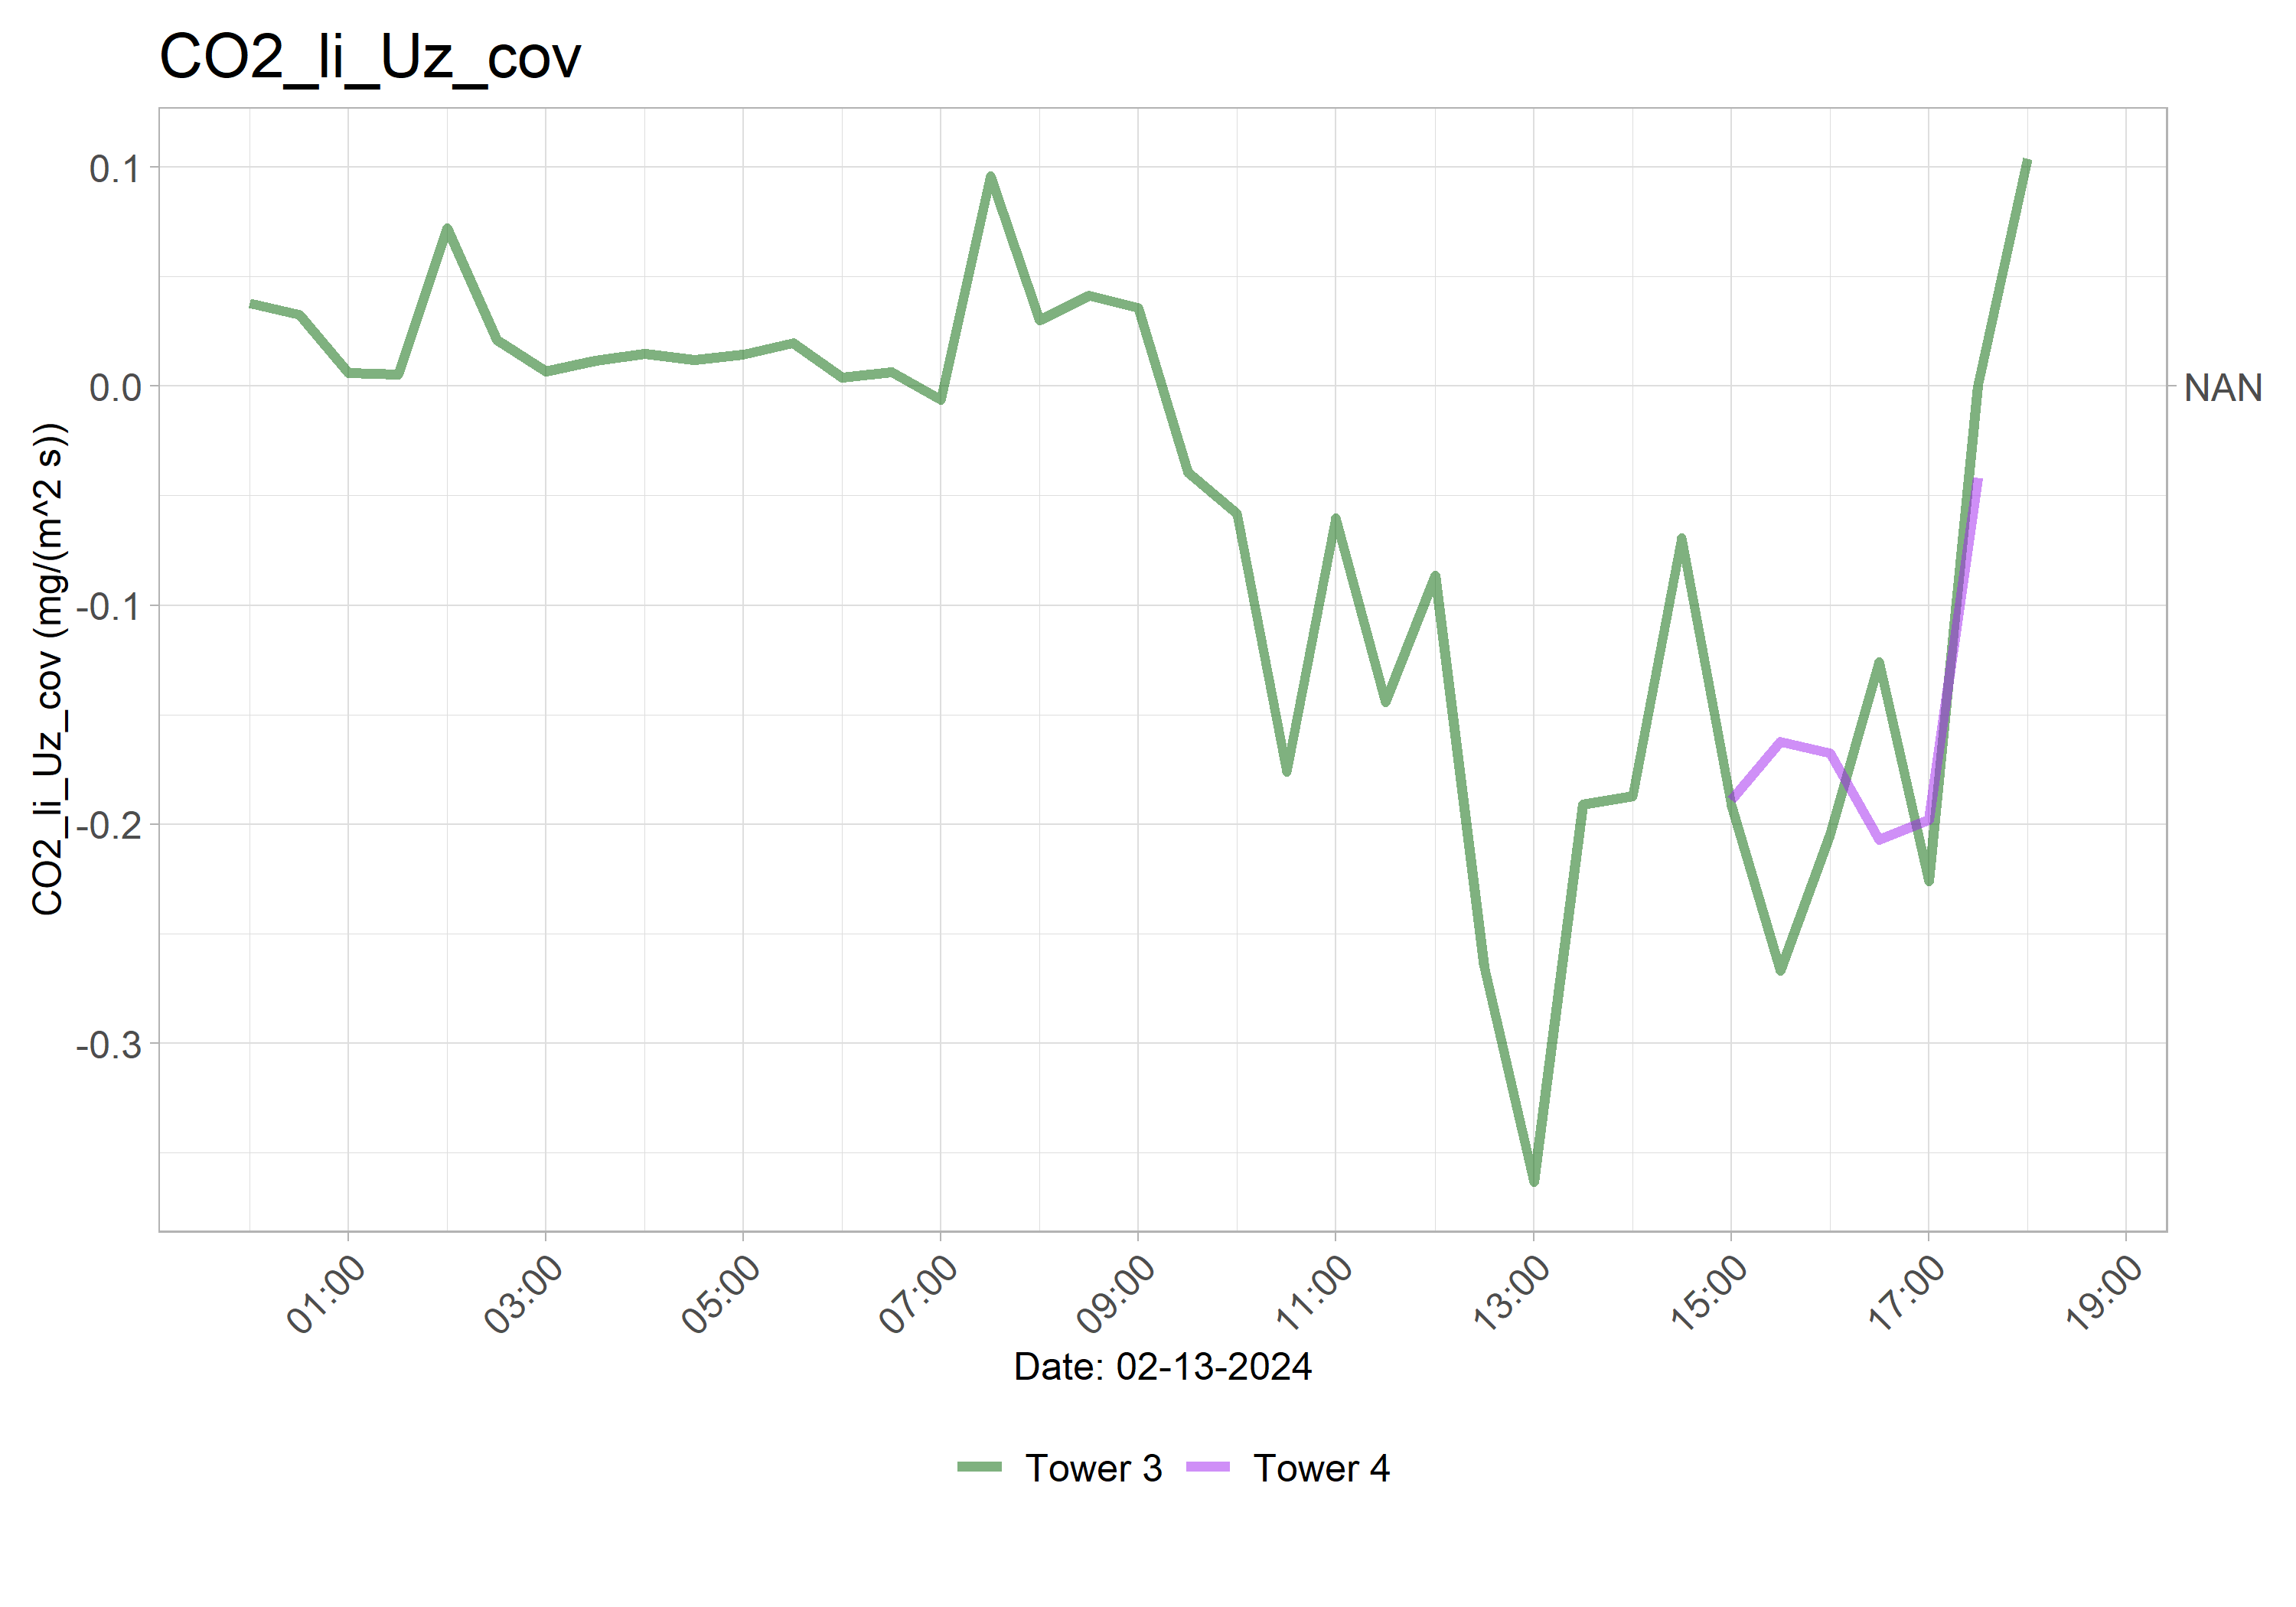 CO2_li_Uz_cov
CO2_li_Uz_cov (mg/(m^2 s))
0.1
0.0
-0.1
-0.2
-0.3
NAN
01:00
03:00
05:00
07:00
09:00
11:00
13:00
15:00
17:00
19:00
Date: 02-13-2024
Tower 3
Tower 4